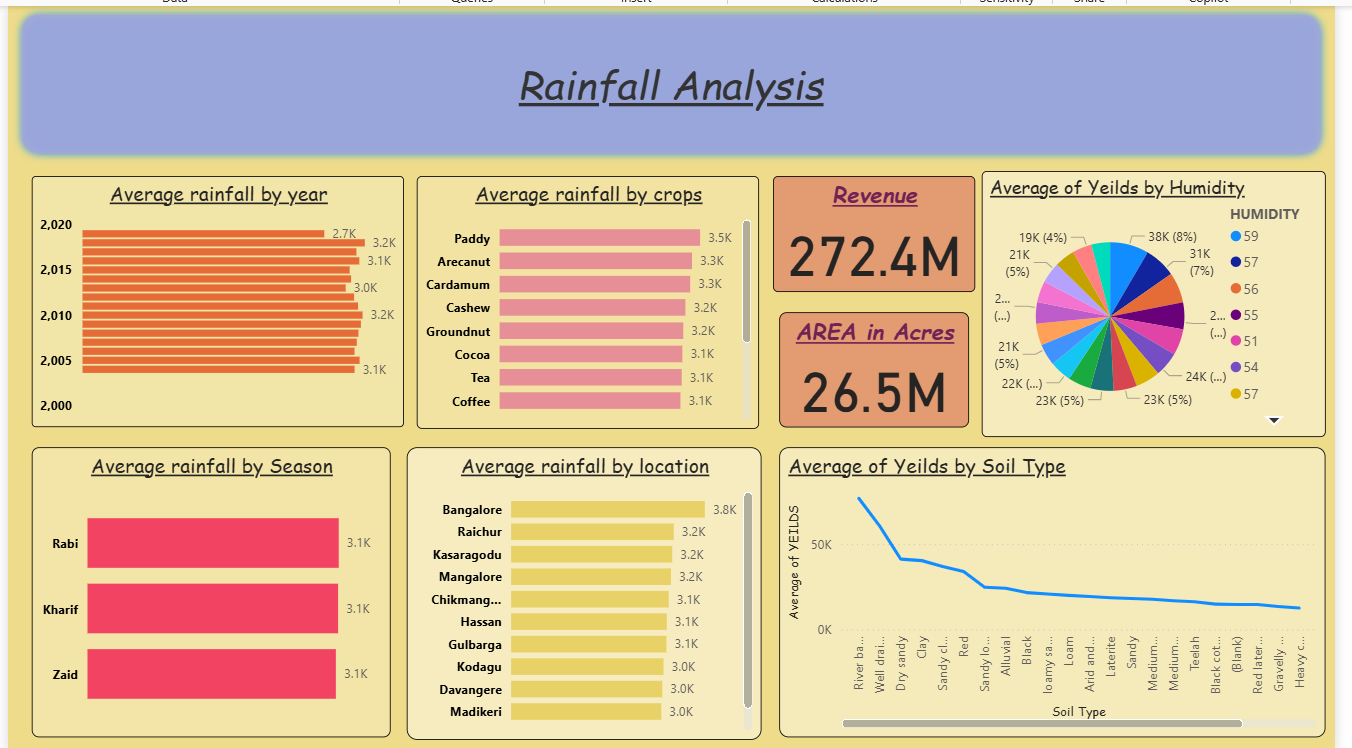 Data Queries Insert Calculations Sensitivity Share Copilot
Rainfall Analysis
Average rainfall by year
2,020
2.7K
3.2K
3.1K
2,015
3.0K
2,010
3.2K
2,005
3.1K
2,000
Average rainfall by crops
Paddy 3.5K
Arecanut 3.3K
Cardamum 3.3K
Cashew 3.2K
Groundnut 3.2K
Cocoa 3.1K
Tea 3.1K
Coffee 3.1K
Revenue
272.4M
AREA in Acres
26.5M
Average of Yeilds by Humidity
38K (8%)
31K
(7%)
2...
(...)
24K (...)
23K (5%)
23K (5%)
22K (...)
21K
(5%)
2...
(...)
21K
(5%)
19K (4%)
HUMIDITY
59
57
56
55
51
54
57
Average rainfall by Season
Rabi 3.1K
Kharif 3.1K
Zaid 3.1K
Average rainfall by location
Bangalore 3.8K
Raichur 3.2K
Kasaragodu 3.2K
Mangalore 3.2K
Chikmang... 3.1K
Hassan 3.1K
Gulbarga 3.1K
Kodagu 3.0K
Davangere 3.0K
Madikeri 3.0K
Average of Yeilds by Soil Type
Average of YEILDS
50K
0K
River ba...
Well drai...
Dry sandy
Clay
Sandy cl...
Red
Sandy lo...
Alluvial
Black
loamy sa...
Loam
Arid and...
Laterite
Sandy
Medium...
Medium...
Teelah
Black cot...
(Blank)
Red later...
Gravelly ...
Heavy c...
Soil Type